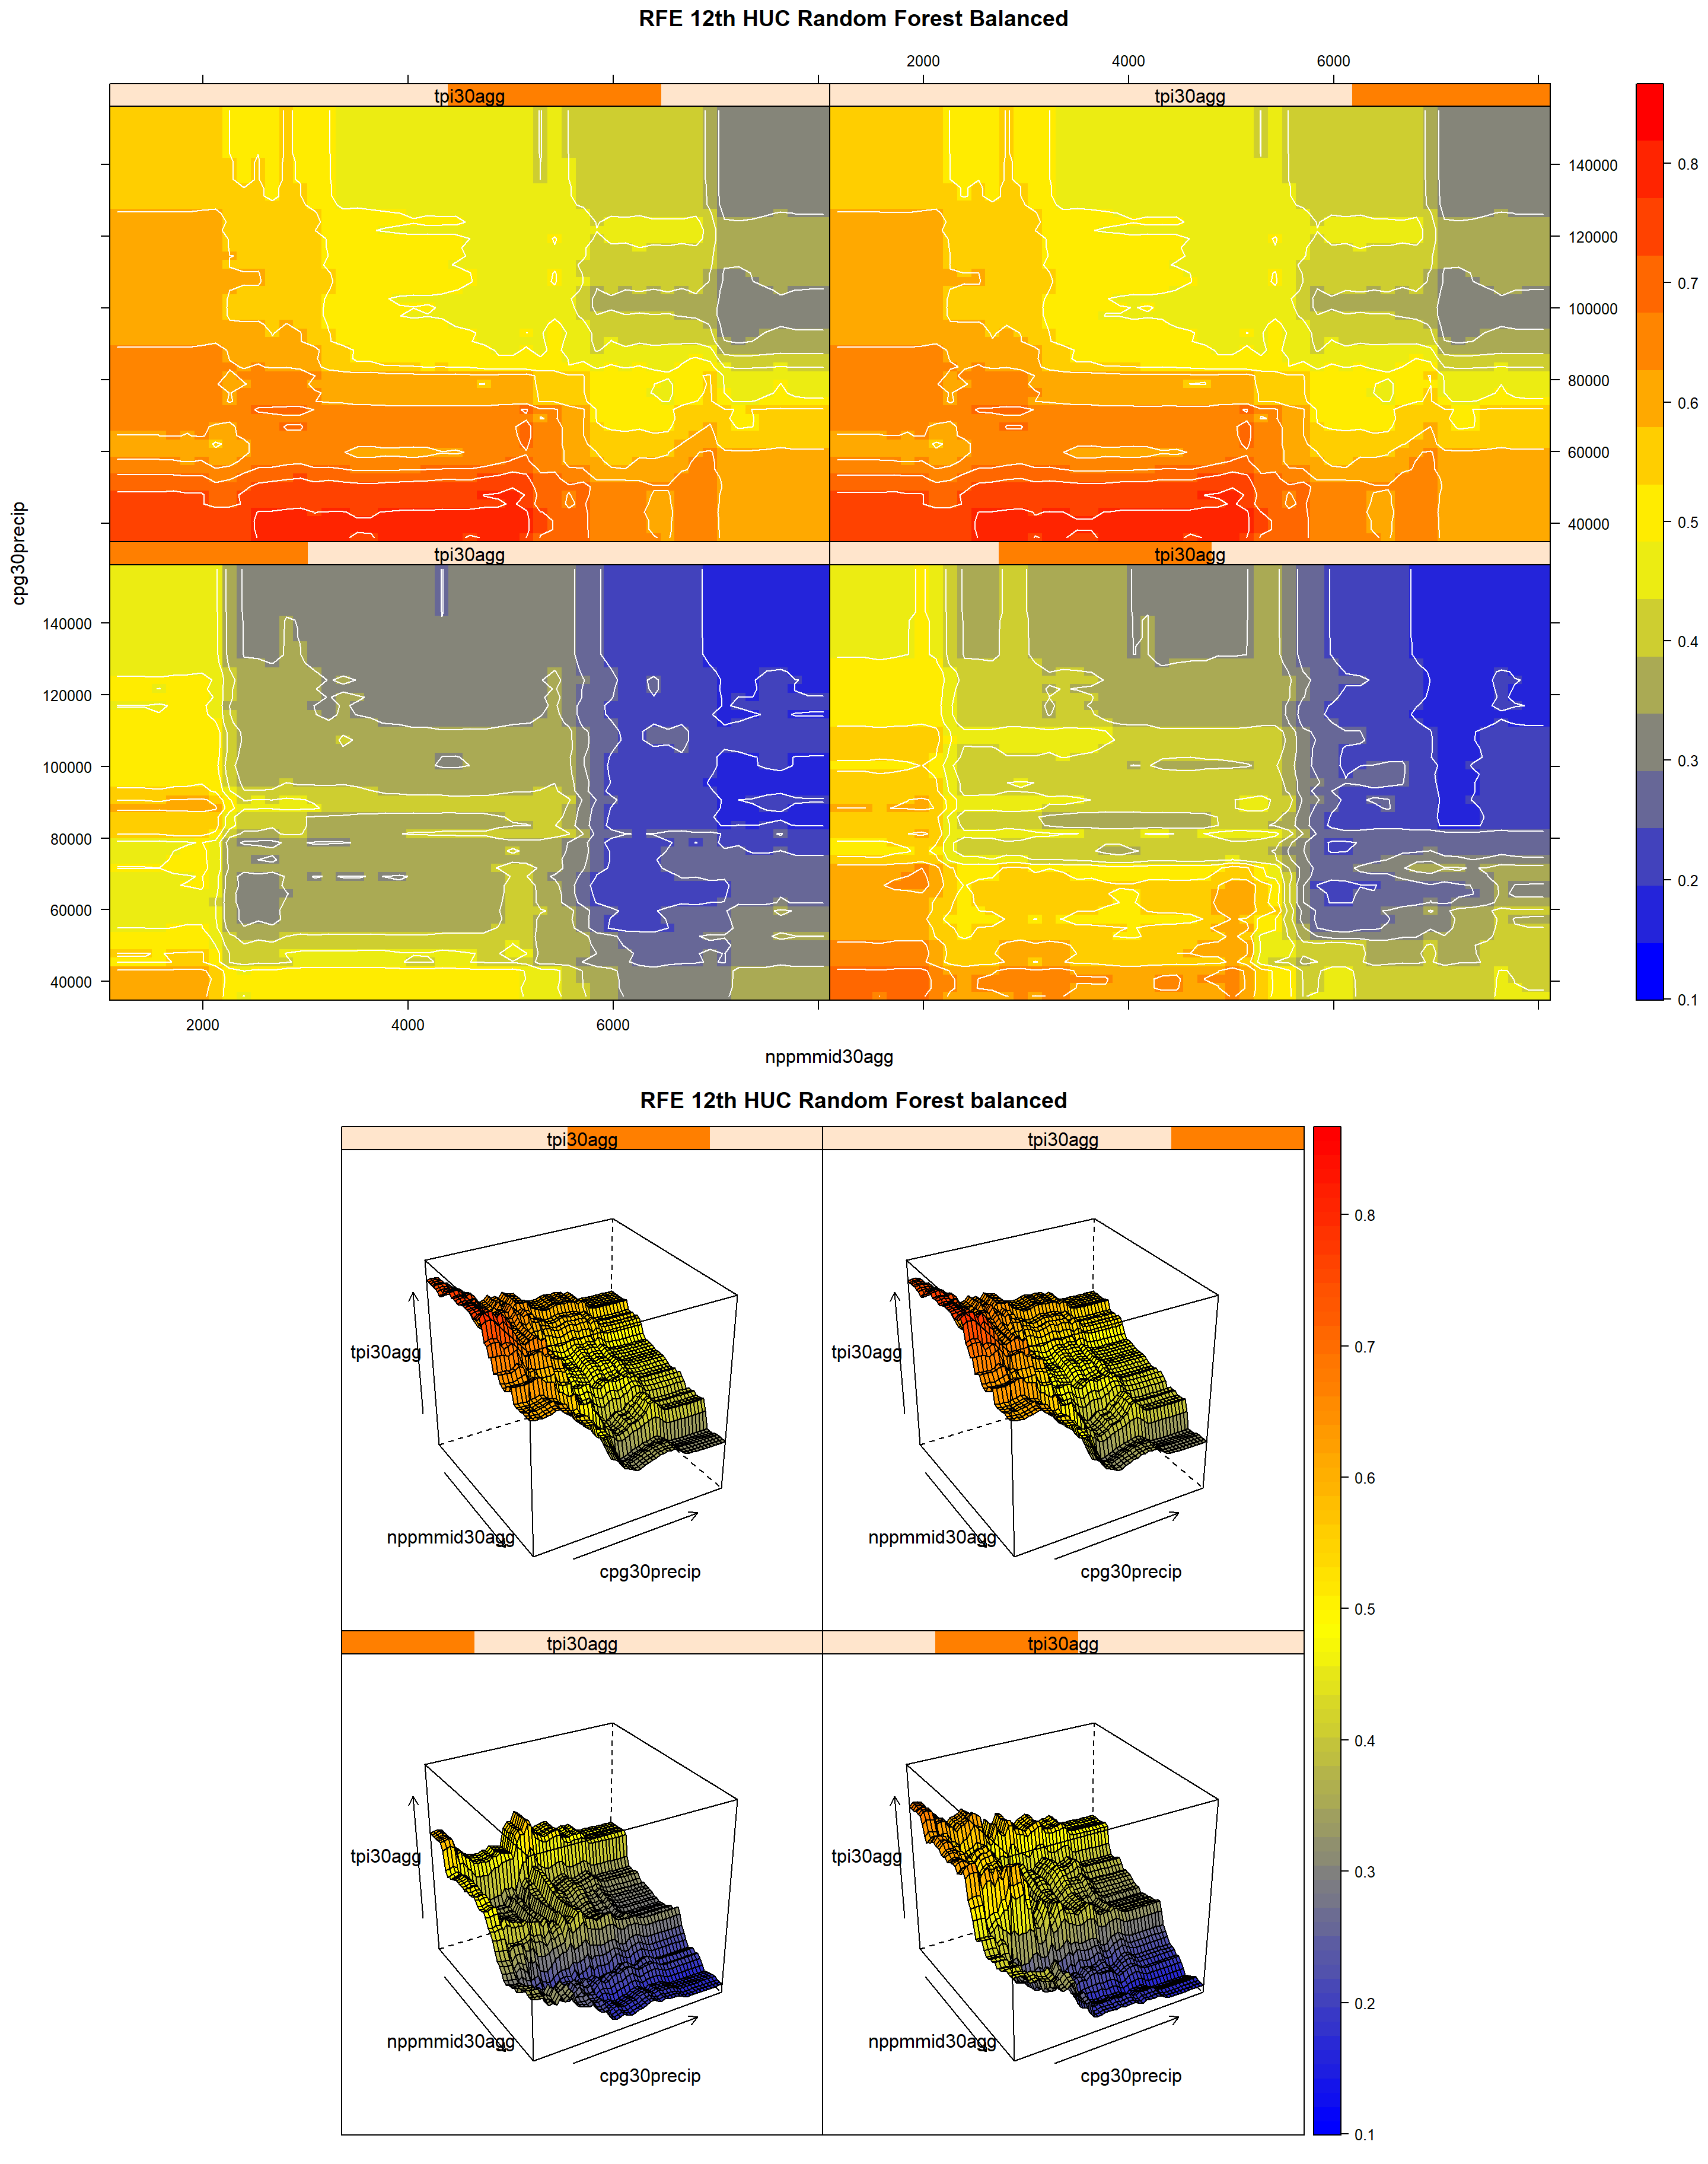 RFE 12th HUC Random Forest Balanced
2000 4000 6000
tpi30agg tpi30agg
140000 0.8
120000
0.7
100000
0.6
80000
60000
0.5
40000
cpg30precip
tpi30agg tpi30agg
140000
0.4
120000
0.3
100000
80000
0.2
60000
40000
0.1
2000 4000 6000
nppmmid30agg
RFE 12th HUC Random Forest balanced
tpi30agg tpi30agg
0.8
tpi30agg tpi30agg
0.7
0.6
nppmmid30agg nppmmid30agg
cpg30precip cpg30precip
0.5
tpi30agg tpi30agg
0.4
tpi30agg tpi30agg
0.3
0.2
nppmmid30agg nppmmid30agg
cpg30precip cpg30precip
0.1